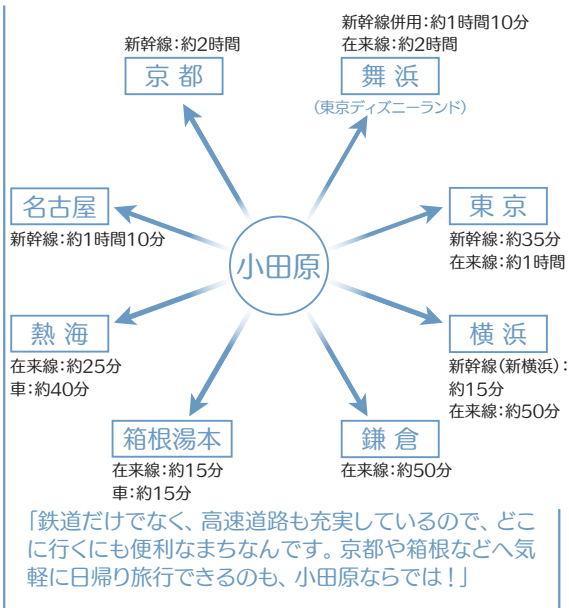 新幹線:約2時間
京都
新幹線併用:約1時間10分
在来線:約2時間
舞浜
(東京ディズニーランド)
名古屋
新幹線:約1時間10分
東京
新幹線:約35分
在来線:約1時間
小田原
熱海
在来線:約25分
車:約40分
横浜
新幹線(新横浜):
約15分
在来線:約50分
箱根湯本
在来線:約15分
車:約15分
鎌倉
在来線:約50分
「鉄道だけでなく、高速道路も充実しているので、どこ
に行くにも便利なまちなんです。京都や箱根などへ気
軽に日帰り旅行できるのも、小田原ならでは!」